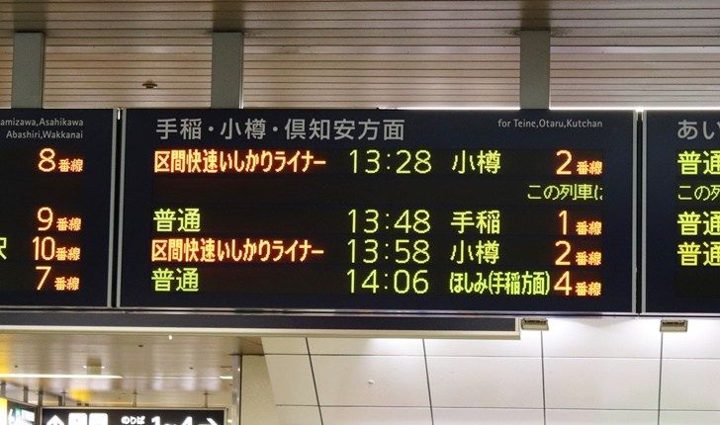 amizawa,Asahikawa
Abashiri,Wakkanai
8番線
9番線
10番線
7番線
手稲・小樽・倶知安方面 for Teine,Otaru,Kutchan
区間快速いしかりライナー 13:28 小樽 2番線
この列車は
普通 13:48 手稲 1番線
区間快速いしかりライナー 13:58 小樽 2番線
普通 14:06 ほしみ(手稲方面) 4番線
あい
普通
この列
普通
普通
のりば